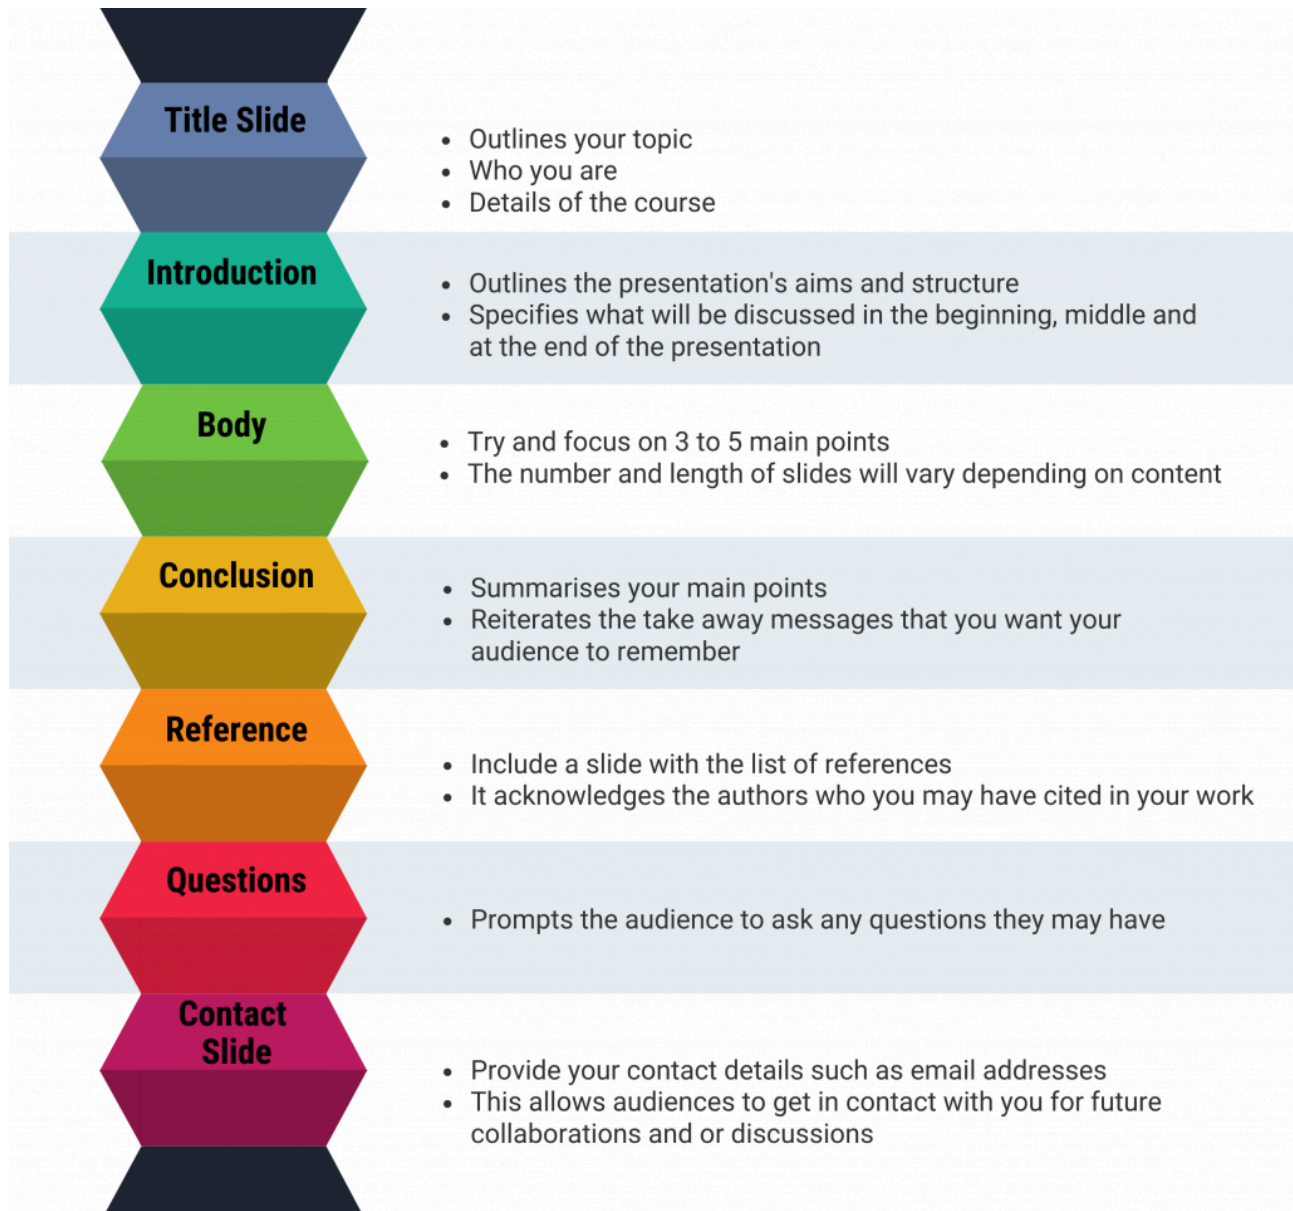 Title Slide
• Outlines your topic
• Who you are
• Details of the course
Introduction
• Outlines the presentation's aims and structure
• Specifies what will be discussed in the beginning, middle and
at the end of the presentation
Body
• Try and focus on 3 to 5 main points
• The number and length of slides will vary depending on content
Conclusion
• Summarises your main points
• Reiterates the take away messages that you want your
audience to remember
Reference
• Include a slide with the list of references
• It acknowledges the authors who you may have cited in your work
Questions
• Prompts the audience to ask any questions they may have
Contact
Slide
• Provide your contact details such as email addresses
• This allows audiences to get in contact with you for future
collaborations and or discussions